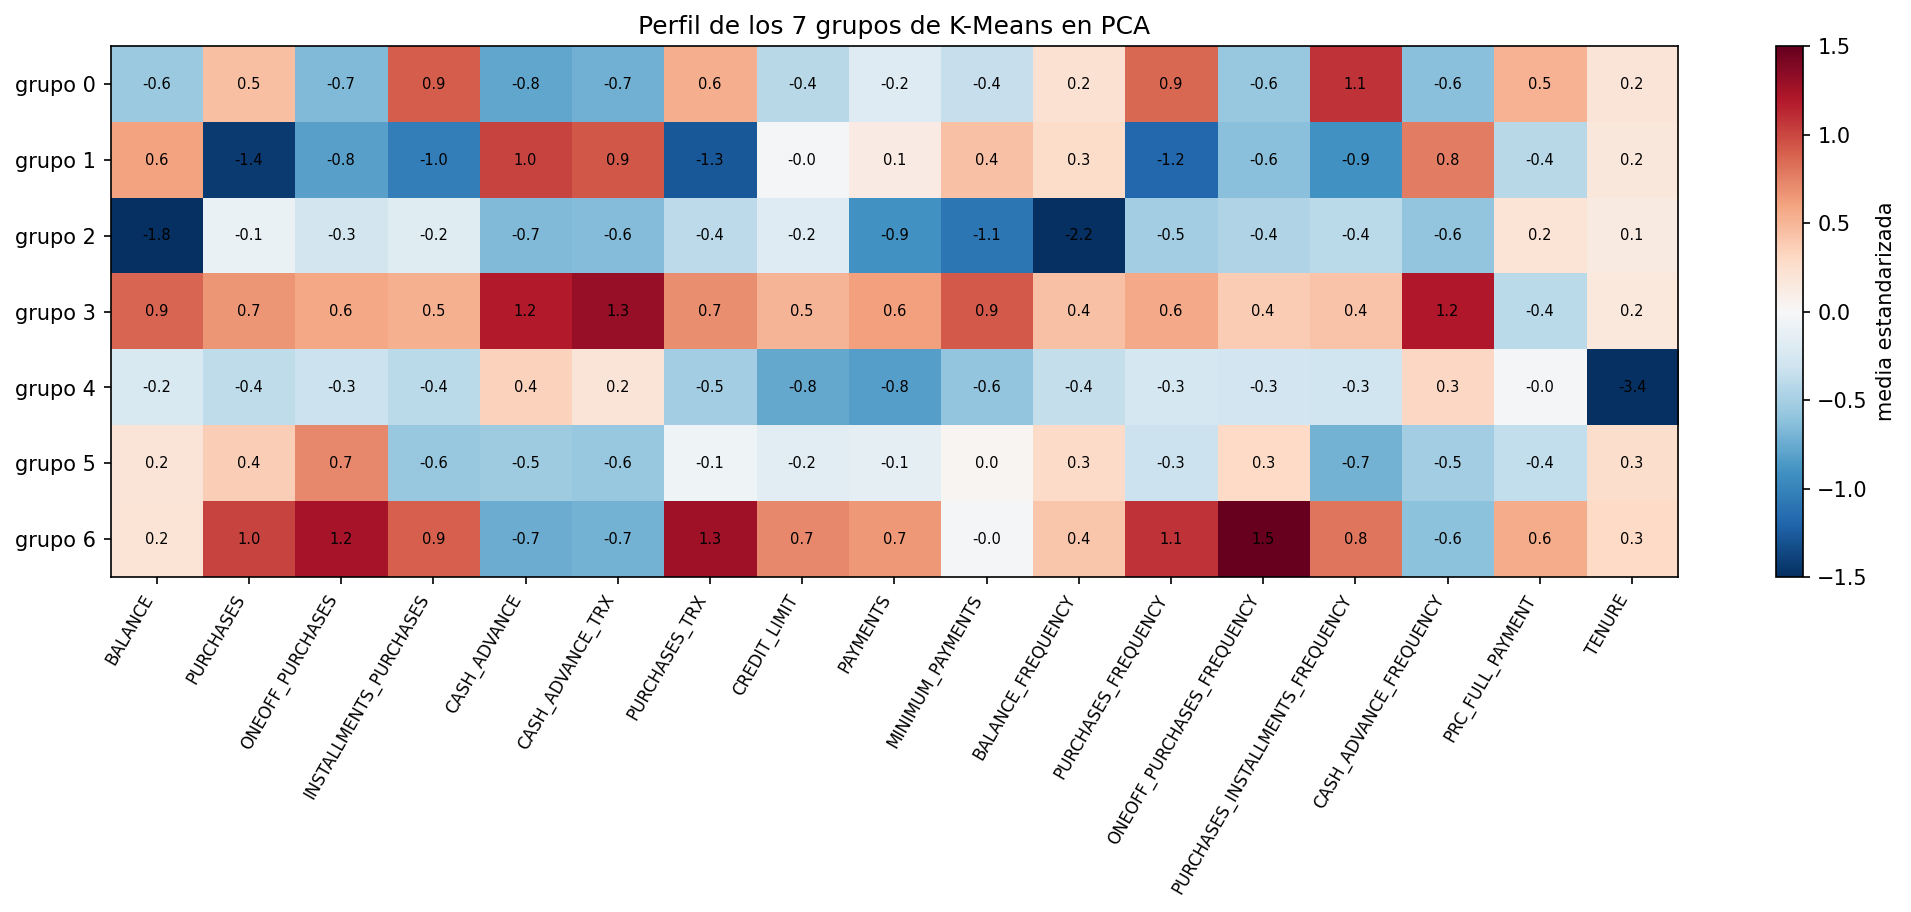 Perfil de los 7 grupos de K-Means en PCA
grupo 0 -0.6 0.5 -0.7 0.9 -0.8 -0.7 0.6 -0.4 -0.2 -0.4 0.2 0.9 -0.6 1.1 -0.6 0.5 0.2
grupo 1 0.6 -1.4 -0.8 -1.0 1.0 0.9 -1.3 -0.0 0.1 0.4 0.3 -1.2 -0.6 -0.9 0.8 -0.4 0.2
grupo 2 -1.8 -0.1 -0.3 -0.2 -0.7 -0.6 -0.4 -0.2 -0.9 -1.1 -2.2 -0.5 -0.4 -0.4 -0.6 0.2 0.1
grupo 3 0.9 0.7 0.6 0.5 1.2 1.3 0.7 0.5 0.6 0.9 0.4 0.6 0.4 0.4 1.2 -0.4 0.2
grupo 4 -0.2 -0.4 -0.3 -0.4 0.4 0.2 -0.5 -0.8 -0.8 -0.6 -0.4 -0.3 -0.3 -0.3 0.3 -0.0 -3.4
grupo 5 0.2 0.4 0.7 -0.6 -0.5 -0.6 -0.1 -0.2 -0.1 0.0 0.3 -0.3 0.3 -0.7 -0.5 -0.4 0.3
grupo 6 0.2 1.0 1.2 0.9 -0.7 -0.7 1.3 0.7 0.7 -0.0 0.4 1.1 1.5 0.8 -0.6 0.6 0.3
BALANCE
PURCHASES
ONEOFF_PURCHASES
INSTALLMENTS_PURCHASES
CASH_ADVANCE
CASH_ADVANCE_TRX
PURCHASES_TRX
CREDIT_LIMIT
PAYMENTS
MINIMUM_PAYMENTS
BALANCE_FREQUENCY
PURCHASES_FREQUENCY
ONEOFF_PURCHASES_FREQUENCY
PURCHASES_INSTALLMENTS_FREQUENCY
CASH_ADVANCE_FREQUENCY
PRC_FULL_PAYMENT
TENURE
1.5
1.0
0.5
0.0
−0.5
−1.0
−1.5
media estandarizada